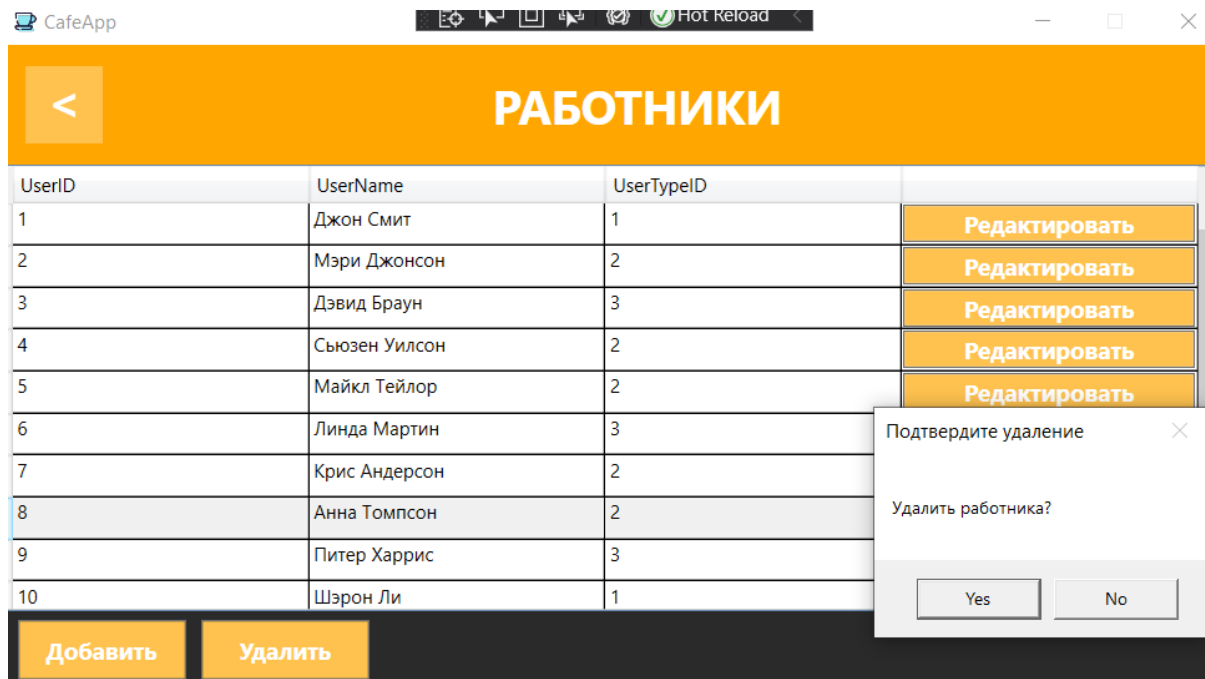 CafeApp
Hot Reload
<
РАБОТНИКИ
UserID UserName UserTypeID
1 Джон Смит 1 Редактировать
2 Мэри Джонсон 2 Редактировать
3 Дэвид Браун 3 Редактировать
4 Сьюзен Уилсон 2 Редактировать
5 Майкл Тейлор 2 Редактировать
6 Линда Мартин 3
7 Крис Андерсон 2
8 Анна Томпсон 2
9 Питер Харрис 3
10 Шэрон Ли 1
Подтвердите удаление
Удалить работника?
Yes No
Добавить Удалить